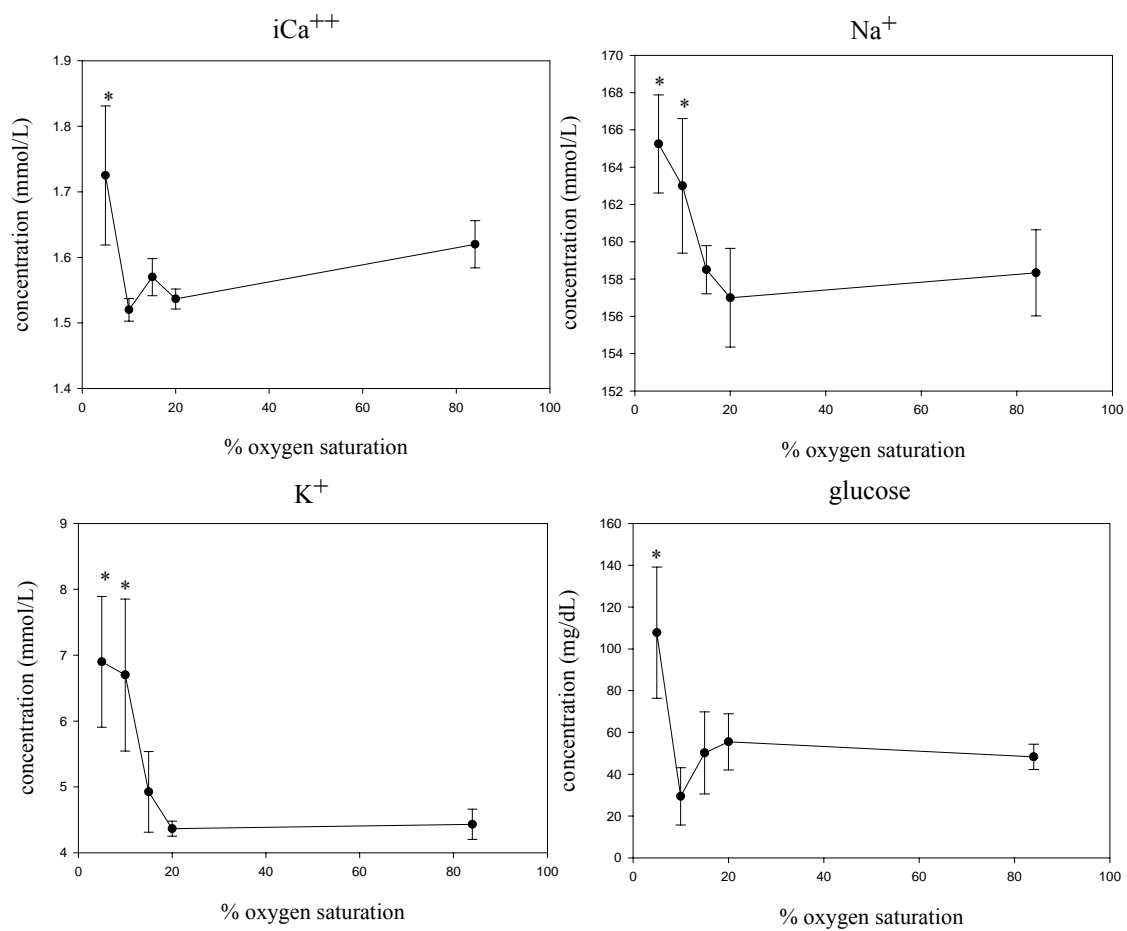 iCa++
1.9
1.8
1.7
1.6
1.5
1.4
concentration (mmol/L)
*
0 20 40 60 80 100
% oxygen saturation
Na+
170
168
166
164
162
160
158
156
154
152
concentration (mmol/L)
* *
0 20 40 60 80 100
% oxygen saturation
K+
9
8
7
6
5
4
concentration (mmol/L)
* *
0 20 40 60 80 100
% oxygen saturation
glucose
160
140
120
100
80
60
40
20
0
concentration (mg/dL)
*
0 20 40 60 80 100
% oxygen saturation